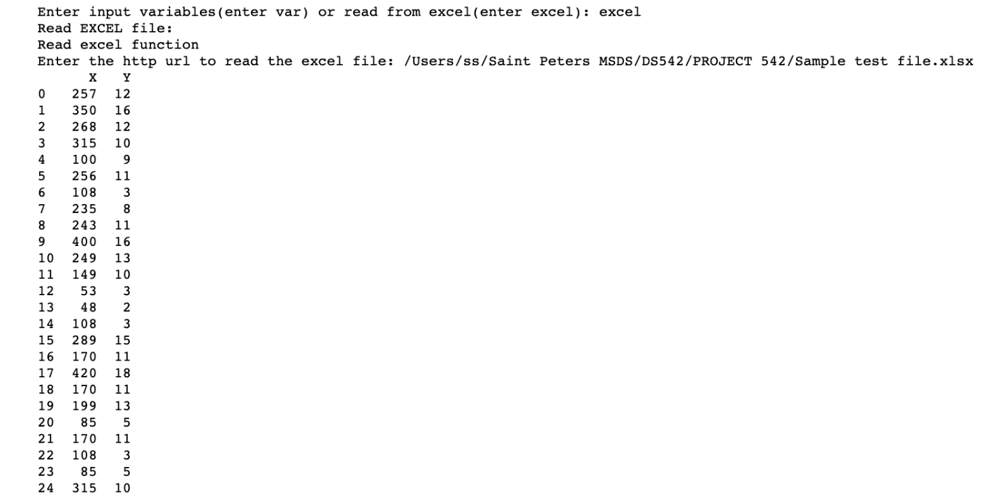 Enter input variables(enter var) or read from excel(enter excel): excel
Read EXCEL file:
Read excel function
Enter the http url to read the excel file: /Users/ss/Saint Peters MSDS/DS542/PROJECT 542/Sample test file.xlsx
X Y
0 257 12
1 350 16
2 268 12
3 315 10
4 100 9
5 256 11
6 108 3
7 235 8
8 243 11
9 400 16
10 249 13
11 149 10
12 53 3
13 48 2
14 108 3
15 289 15
16 170 11
17 420 18
18 170 11
19 199 13
20 85 5
21 170 11
22 108 3
23 85 5
24 315 10